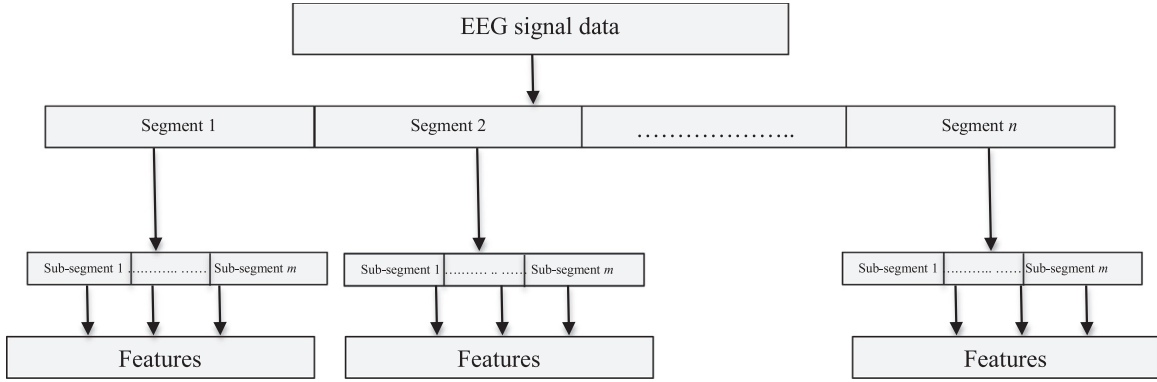 EEG signal data
Segment 1 Segment 2 ………………….. Segment n
Sub-segment 1 ………... …… Sub-segment m Sub-segment 1 ……… .. …… Sub-segment m Sub-segment 1 ………... …… Sub-segment m
Features Features Features